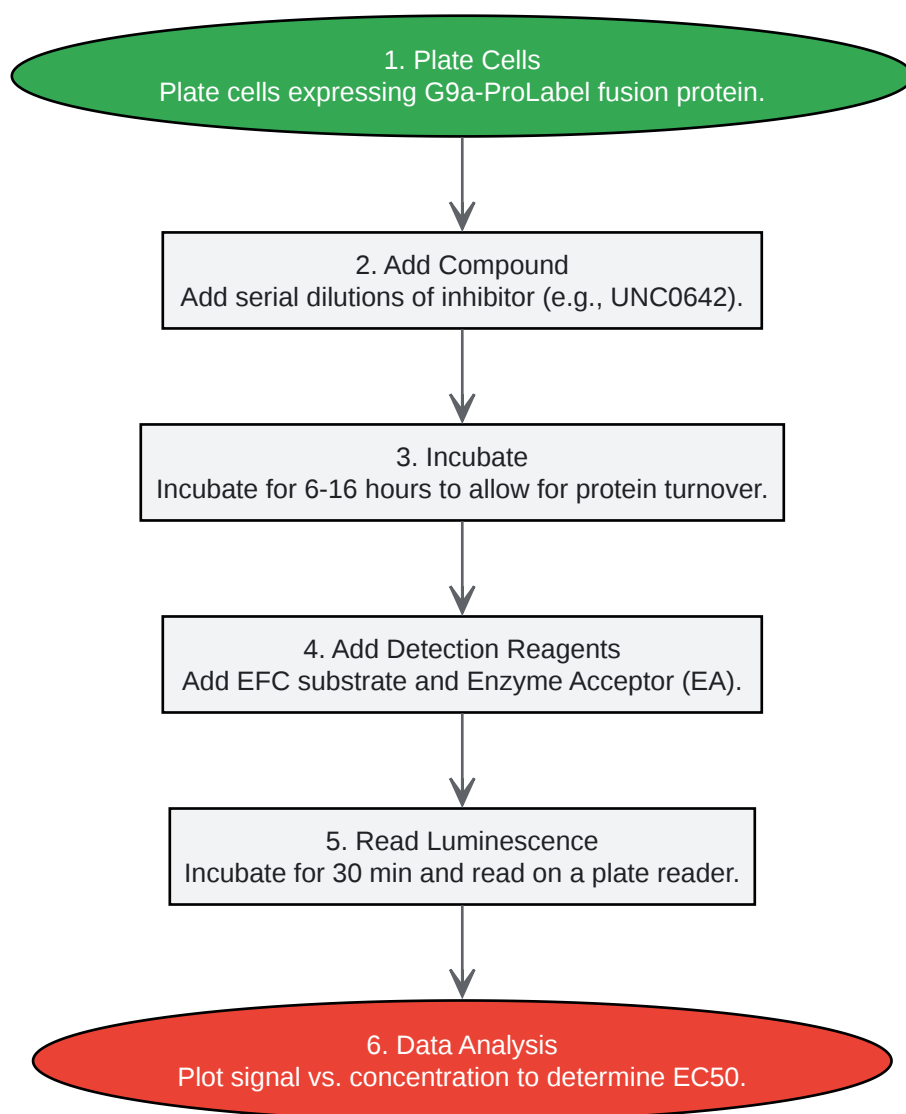 1. Plate Cells
Plate cells expressing G9a-ProLabel fusion protein.
2. Add Compound
Add serial dilutions of inhibitor (e.g., UNC0642).
3. Incubate
Incubate for 6-16 hours to allow for protein turnover.
4. Add Detection Reagents
Add EFC substrate and Enzyme Acceptor (EA).
5. Read Luminescence
Incubate for 30 min and read on a plate reader.
6. Data Analysis
Plot signal vs. concentration to determine EC50.